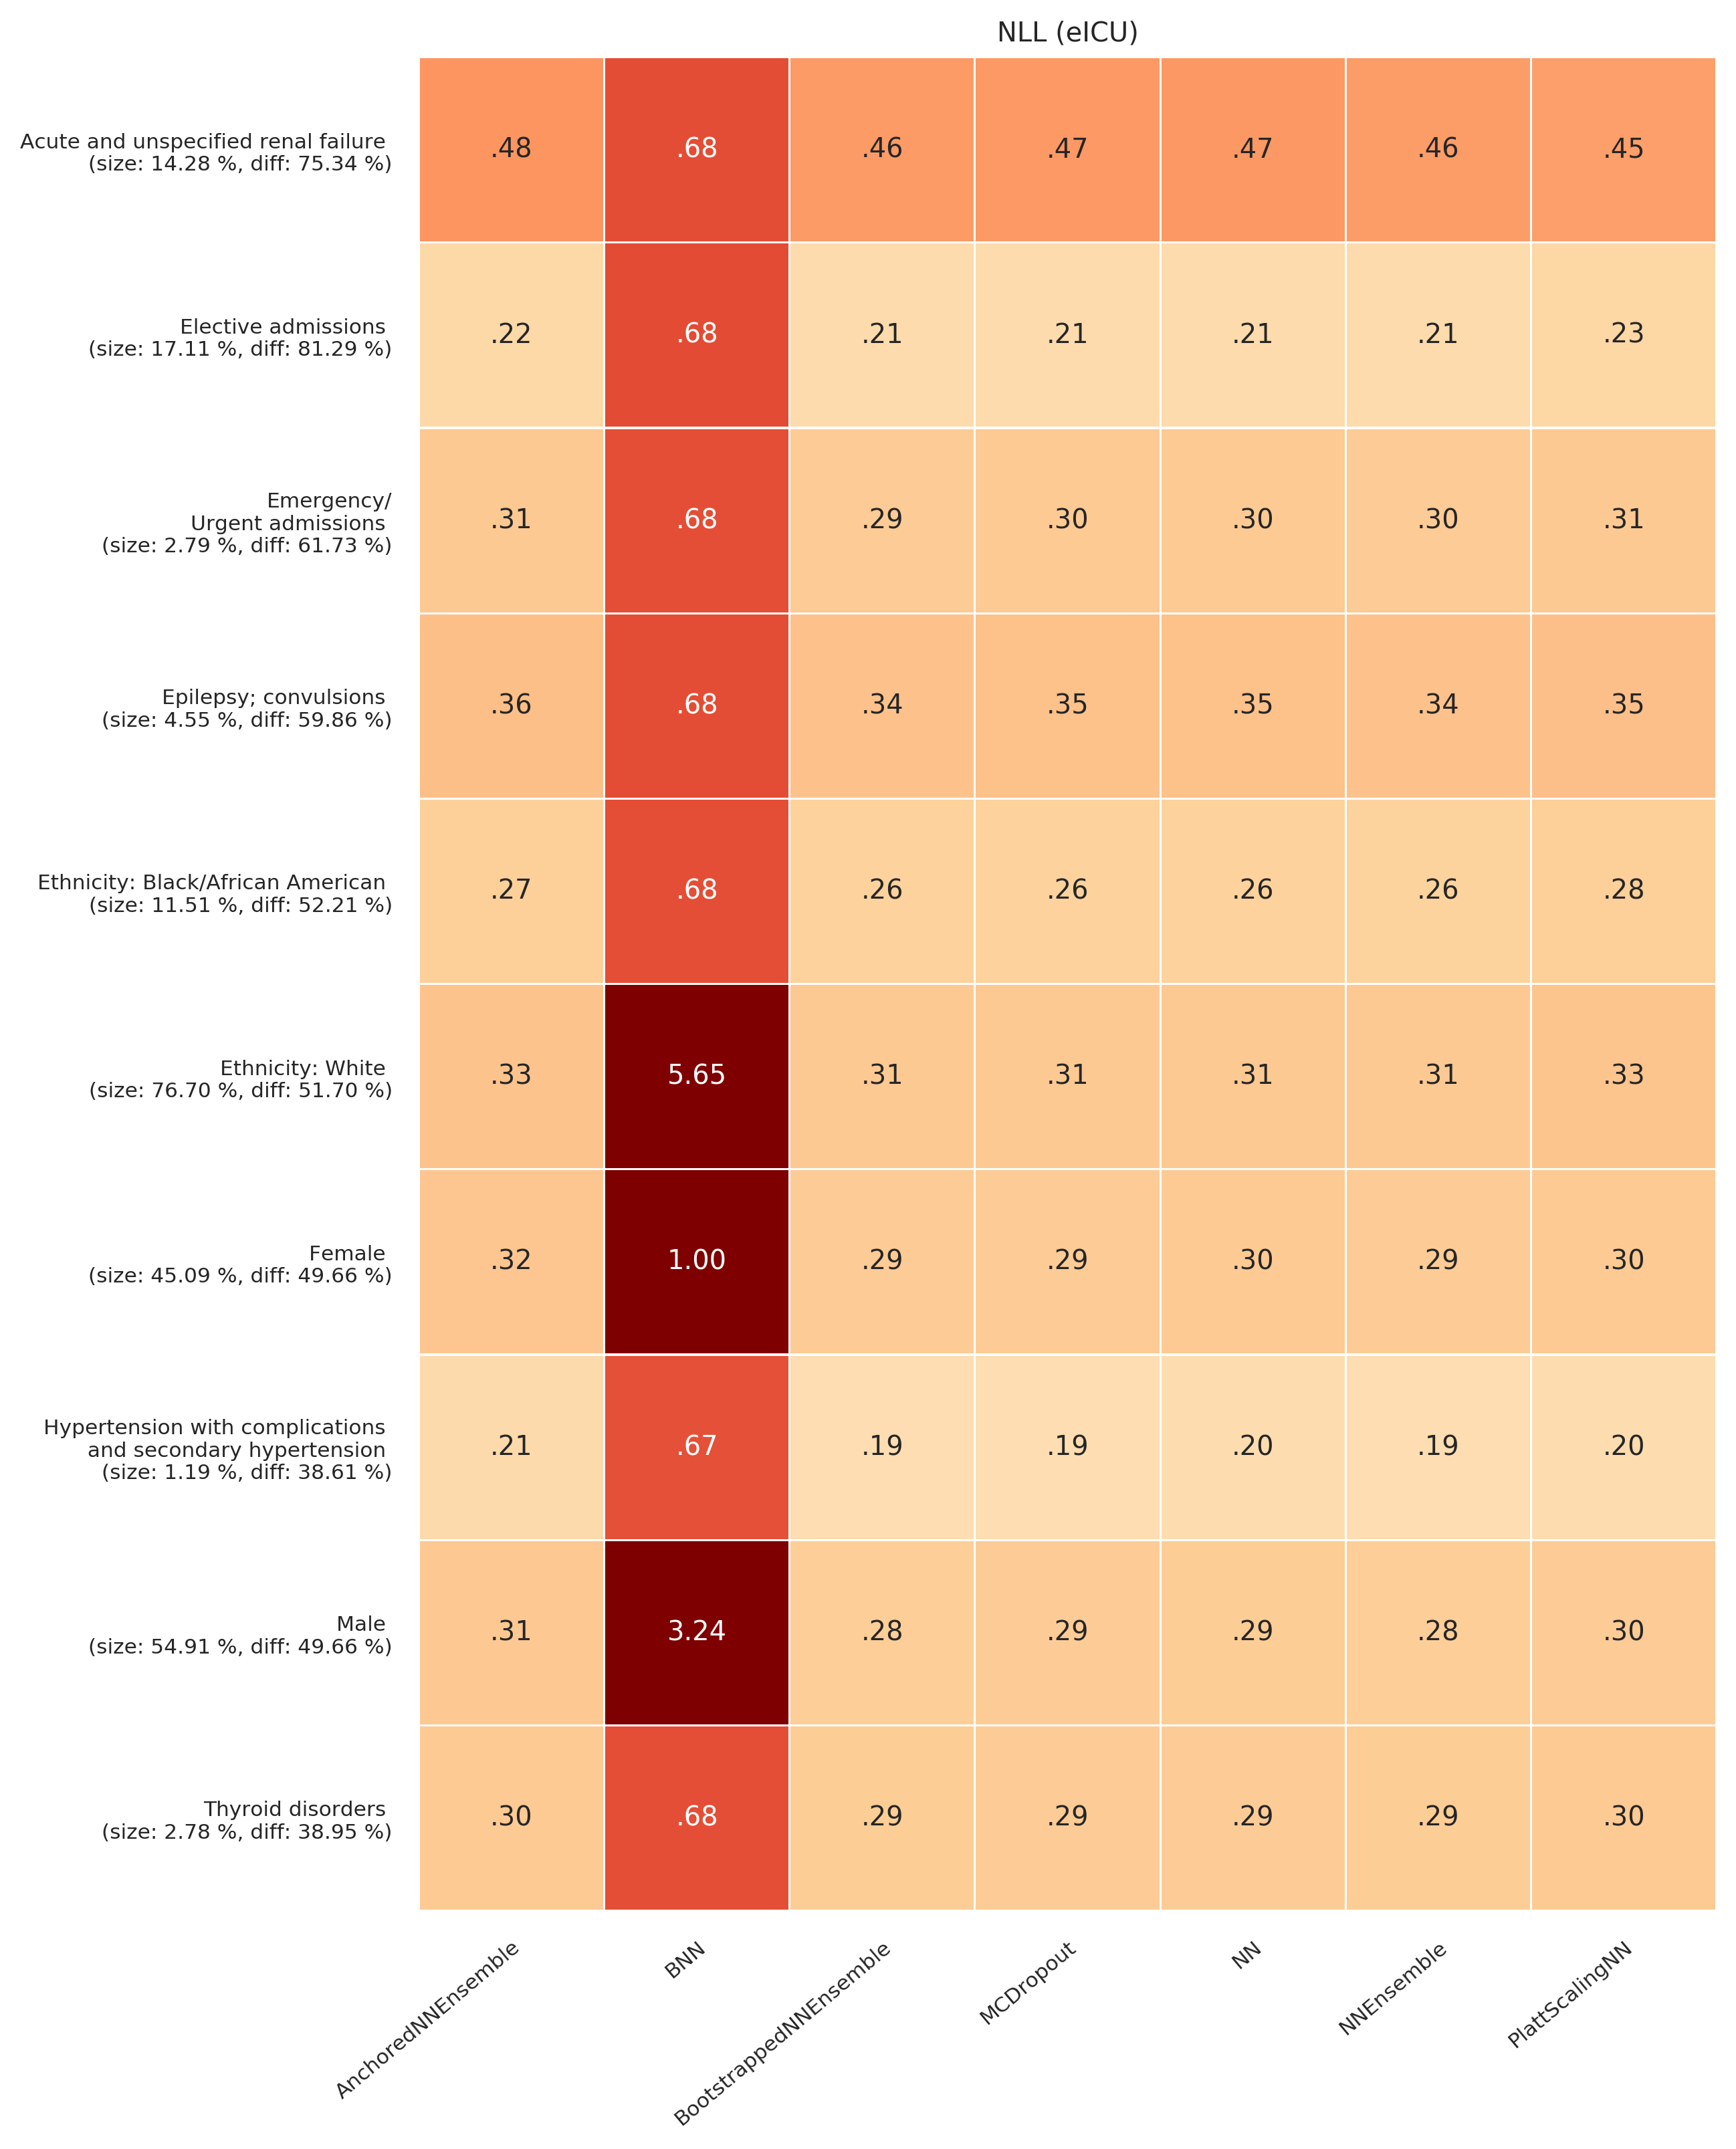 NLL (eICU)
Acute and unspecified renal failure
(size: 14.28 %, diff: 75.34 %)
.48 .68 .46 .47 .47 .46 .45
Elective admissions
(size: 17.11 %, diff: 81.29 %)
.22 .68 .21 .21 .21 .21 .23
Emergency/
Urgent admissions
(size: 2.79 %, diff: 61.73 %)
.31 .68 .29 .30 .30 .30 .31
Epilepsy; convulsions
(size: 4.55 %, diff: 59.86 %)
.36 .68 .34 .35 .35 .34 .35
Ethnicity: Black/African American
(size: 11.51 %, diff: 52.21 %)
.27 .68 .26 .26 .26 .26 .28
Ethnicity: White
(size: 76.70 %, diff: 51.70 %)
.33 5.65 .31 .31 .31 .31 .33
Female
(size: 45.09 %, diff: 49.66 %)
.32 1.00 .29 .29 .30 .29 .30
Hypertension with complications
and secondary hypertension
(size: 1.19 %, diff: 38.61 %)
.21 .67 .19 .19 .20 .19 .20
Male
(size: 54.91 %, diff: 49.66 %)
.31 3.24 .28 .29 .29 .28 .30
Thyroid disorders
(size: 2.78 %, diff: 38.95 %)
.30 .68 .29 .29 .29 .29 .30
AnchoredNNEnsemble
BNN
BootstrappedNNEnsemble
MCDropout
NN
NNEnsemble
PlattScalingNN